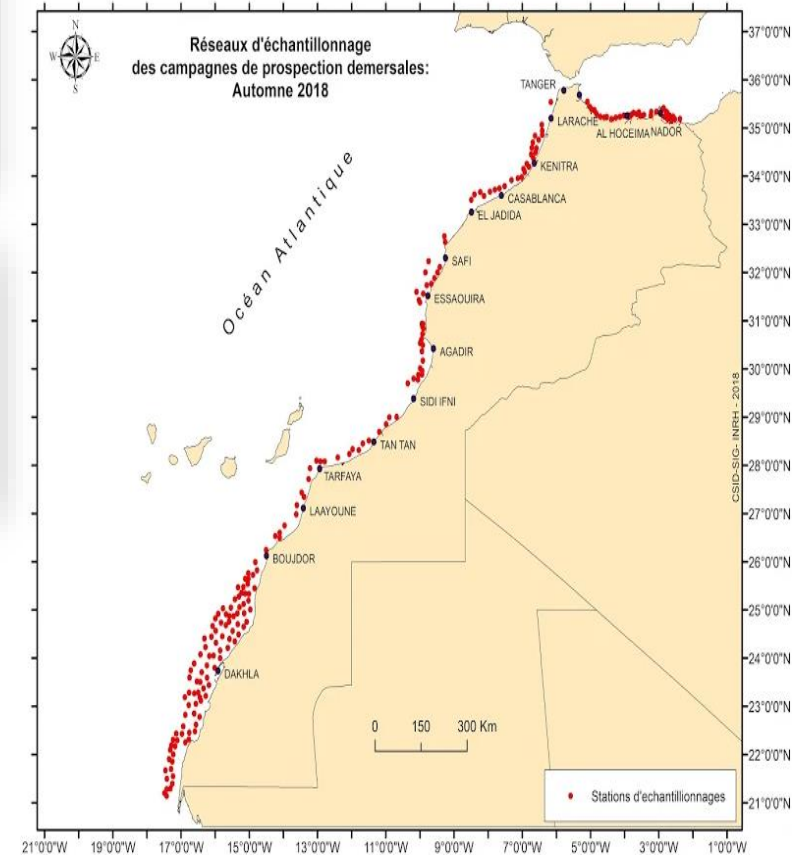 N
W E
S
Réseaux d'échantillonnage
des campagnes de prospection demersales:
Automne 2018
Océan Atlantique
TANGER
LARACHE
AL HOCEIMA NADOR
KENITRA
CASABLANCA
EL JADIDA
SAFI
ESSAOUIRA
AGADIR
SIDI IFNI
TAN TAN
TARFAYA
LAAYOUNE
BOUJDOR
DAKHLA
0 150 300 Km
Stations d'echantillionnages
CSID-SIG- INRH - 2018
37°0'0"N
36°0'0"N
35°0'0"N
34°0'0"N
33°0'0"N
32°0'0"N
31°0'0"N
30°0'0"N
29°0'0"N
28°0'0"N
27°0'0"N
26°0'0"N
25°0'0"N
24°0'0"N
23°0'0"N
22°0'0"N
21°0'0"N
21°0'0"W 19°0'0"W 17°0'0"W 15°0'0"W 13°0'0"W 11°0'0"W 9°0'0"W 7°0'0"W 5°0'0"W 3°0'0"W 1°0'0"W